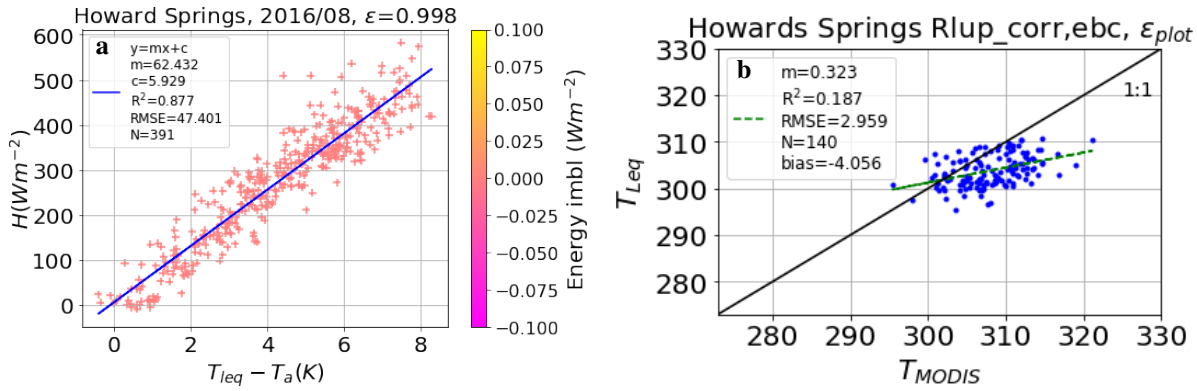 Howard Springs, 2016/08, ε=0.998
a
y=mx+c
m=62.432
c=5.929
R²=0.877
RMSE=47.401
N=391
600
500
400
300
200
100
0
H(Wm⁻²)
0 2 4 6 8
T_leq − T_a(K)
0.100
0.075
0.050
0.025
0.000
−0.025
−0.050
−0.075
−0.100
Energy imbl (Wm⁻²)
Howards Springs Rlup_corr,ebc, ε_plot
b
m=0.323
R²=0.187
RMSE=2.959
N=140
bias=-4.056
1:1
330
320
310
300
290
280
T_Leq
280 290 300 310 320 330
T_MODIS